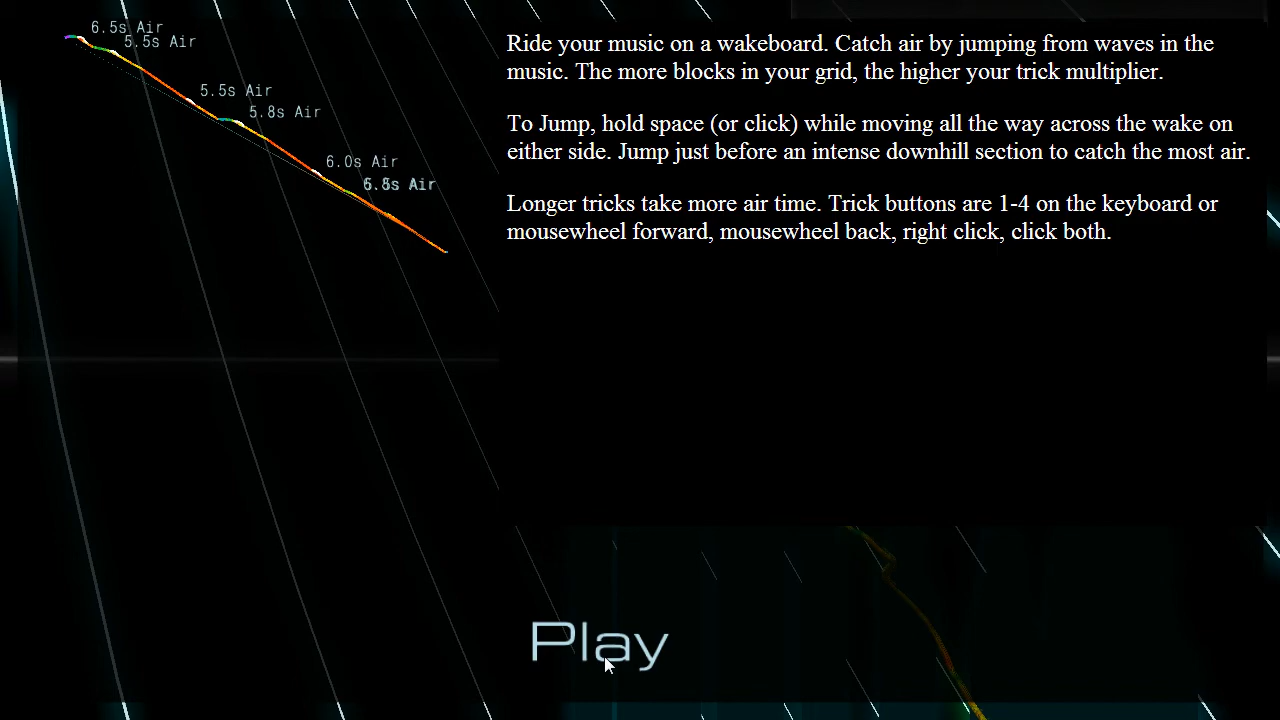 6.5s Air
5.5s Air
5.5s Air
5.8s Air
6.0s Air
6.8s Air
Ride your music on a wakeboard. Catch air by jumping from waves in the
music. The more blocks in your grid, the higher your trick multiplier.
To Jump, hold space (or click) while moving all the way across the wake on
either side. Jump just before an intense downhill section to catch the most air.
Longer tricks take more air time. Trick buttons are 1-4 on the keyboard or
mousewheel forward, mousewheel back, right click, click both.
Play